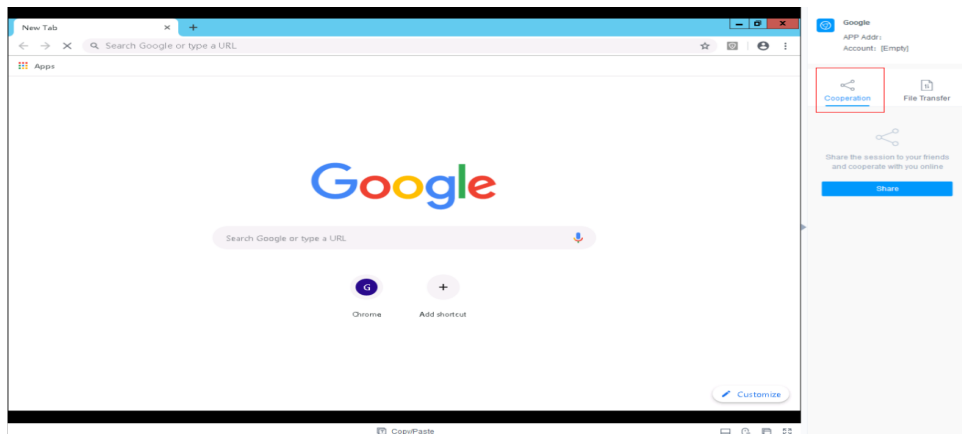 New Tab
Search Google or type a URL
Apps
Google
Search Google or type a URL
G
Chrome
Add shortcut
Customize
Copy/Paste
Google
APP Addr:
Account: [Empty]
Cooperation
File Transfer
Share the session to your friends
and cooperate with you online
Share